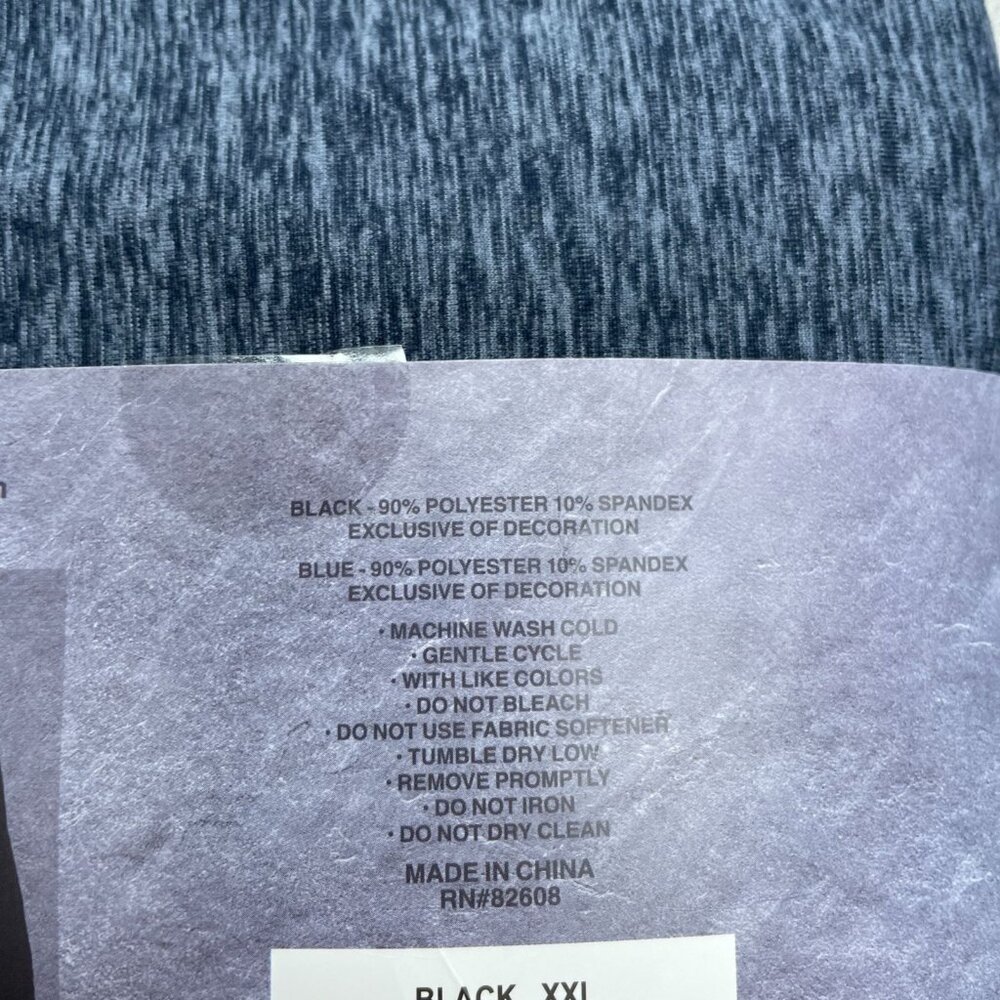 BLACK - 90% POLYESTER 10% SPANDEX
EXCLUSIVE OF DECORATION
BLUE - 90% POLYESTER 10% SPANDEX
EXCLUSIVE OF DECORATION
• MACHINE WASH COLD
• GENTLE CYCLE
• WITH LIKE COLORS
• DO NOT BLEACH
• DO NOT USE FABRIC SOFTENER
• TUMBLE DRY LOW
• REMOVE PROMPTLY
• DO NOT IRON
• DO NOT DRY CLEAN
MADE IN CHINA
RN#82608
BLACK XXL